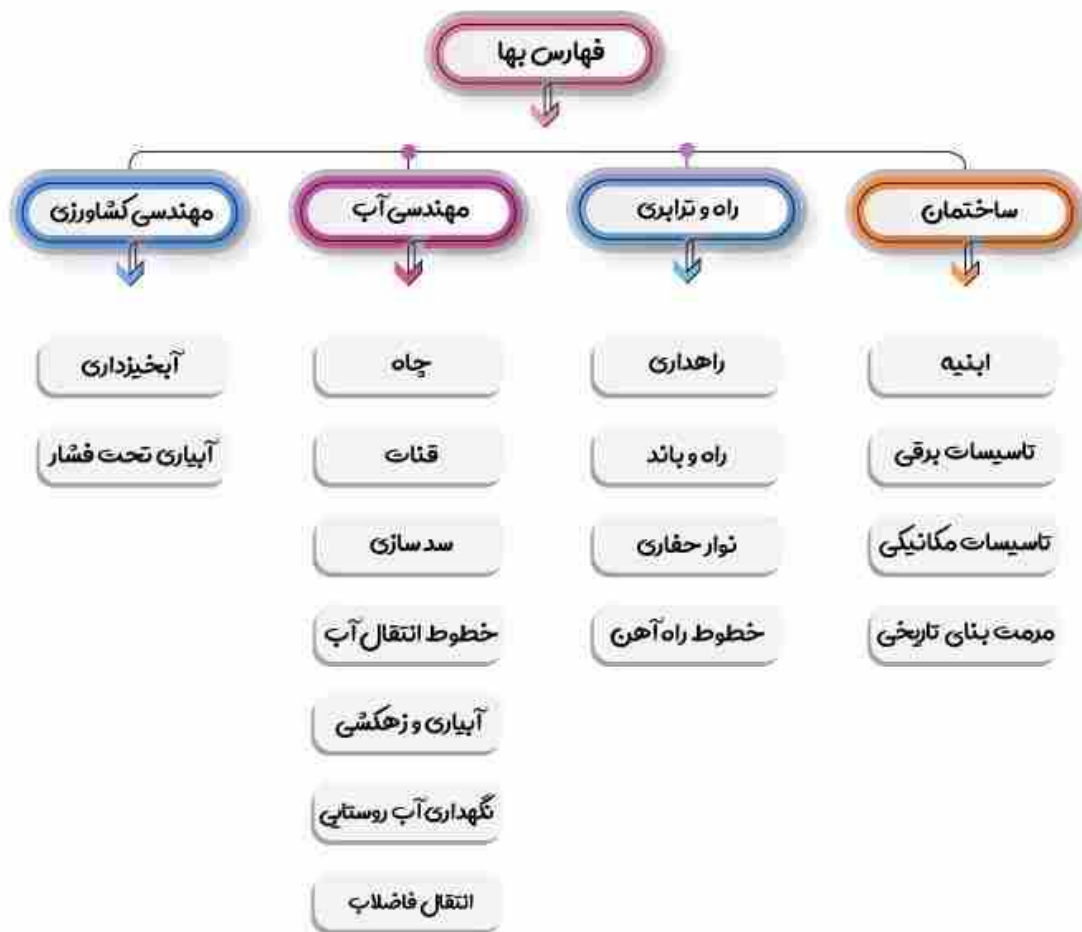 فهارس بها
ساختمان
راه و ترابری
مهندسی آب
مهندسی کشاورزی
ابنیه
تاسیسات برقی
تاسیسات مکانیکی
مرمت بنای تاریخی
راهداری
راه و باند
نوار حفاری
خطوط راه آهن
چاه
قنات
سد سازی
خطوط انتقال آب
آبیاری و زهکشی
نگهداری آب روستایی
انتقال فاضلاب
آبخیزداری
آبیاری تحت فشار